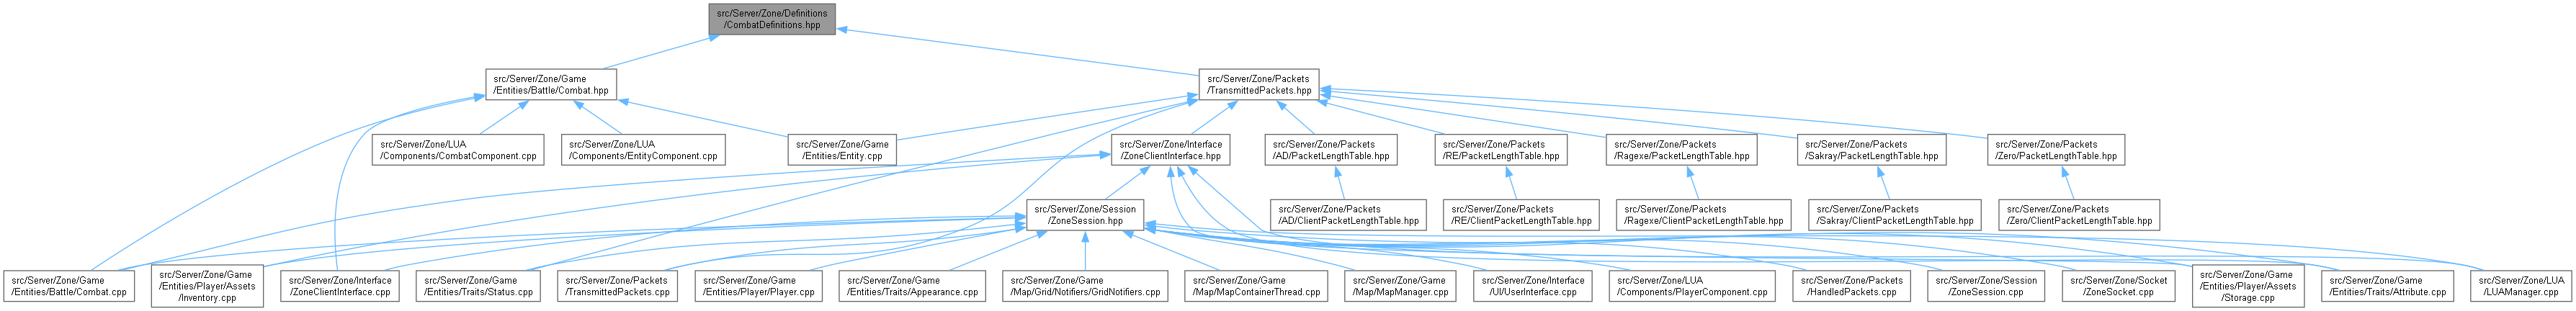 src/Server/Zone/Definitions
/CombatDefinitions.hpp
src/Server/Zone/Game
/Entities/Battle/Combat.hpp
src/Server/Zone/Packets
/TransmittedPackets.hpp
src/Server/Zone/LUA
/Components/CombatComponent.cpp
src/Server/Zone/LUA
/Components/EntityComponent.cpp
src/Server/Zone/Game
/Entities/Entity.cpp
src/Server/Zone/Interface
/ZoneClientInterface.hpp
src/Server/Zone/Packets
/AD/PacketLengthTable.hpp
src/Server/Zone/Packets
/RE/PacketLengthTable.hpp
src/Server/Zone/Packets
/Ragexe/PacketLengthTable.hpp
src/Server/Zone/Packets
/Sakray/PacketLengthTable.hpp
src/Server/Zone/Packets
/Zero/PacketLengthTable.hpp
src/Server/Zone/Session
/ZoneSession.hpp
src/Server/Zone/Packets
/AD/ClientPacketLengthTable.hpp
src/Server/Zone/Packets
/RE/ClientPacketLengthTable.hpp
src/Server/Zone/Packets
/Ragexe/ClientPacketLengthTable.hpp
src/Server/Zone/Packets
/Sakray/ClientPacketLengthTable.hpp
src/Server/Zone/Packets
/Zero/ClientPacketLengthTable.hpp
src/Server/Zone/Game
/Entities/Battle/Combat.cpp
src/Server/Zone/Game
/Entities/Player/Assets
/Inventory.cpp
src/Server/Zone/Interface
/ZoneClientInterface.cpp
src/Server/Zone/Game
/Entities/Traits/Status.cpp
src/Server/Zone/Packets
/TransmittedPackets.cpp
src/Server/Zone/Game
/Entities/Player/Player.cpp
src/Server/Zone/Game
/Entities/Traits/Appearance.cpp
src/Server/Zone/Game
/Map/Grid/Notifiers/GridNotifiers.cpp
src/Server/Zone/Game
/Map/MapContainerThread.cpp
src/Server/Zone/Game
/Map/MapManager.cpp
src/Server/Zone/Interface
/UI/UserInterface.cpp
src/Server/Zone/LUA
/Components/PlayerComponent.cpp
src/Server/Zone/Packets
/HandledPackets.cpp
src/Server/Zone/Session
/ZoneSession.cpp
src/Server/Zone/Socket
/ZoneSocket.cpp
src/Server/Zone/Game
/Entities/Player/Assets
/Storage.cpp
src/Server/Zone/Game
/Entities/Traits/Attribute.cpp
src/Server/Zone/LUA
/LUAManager.cpp